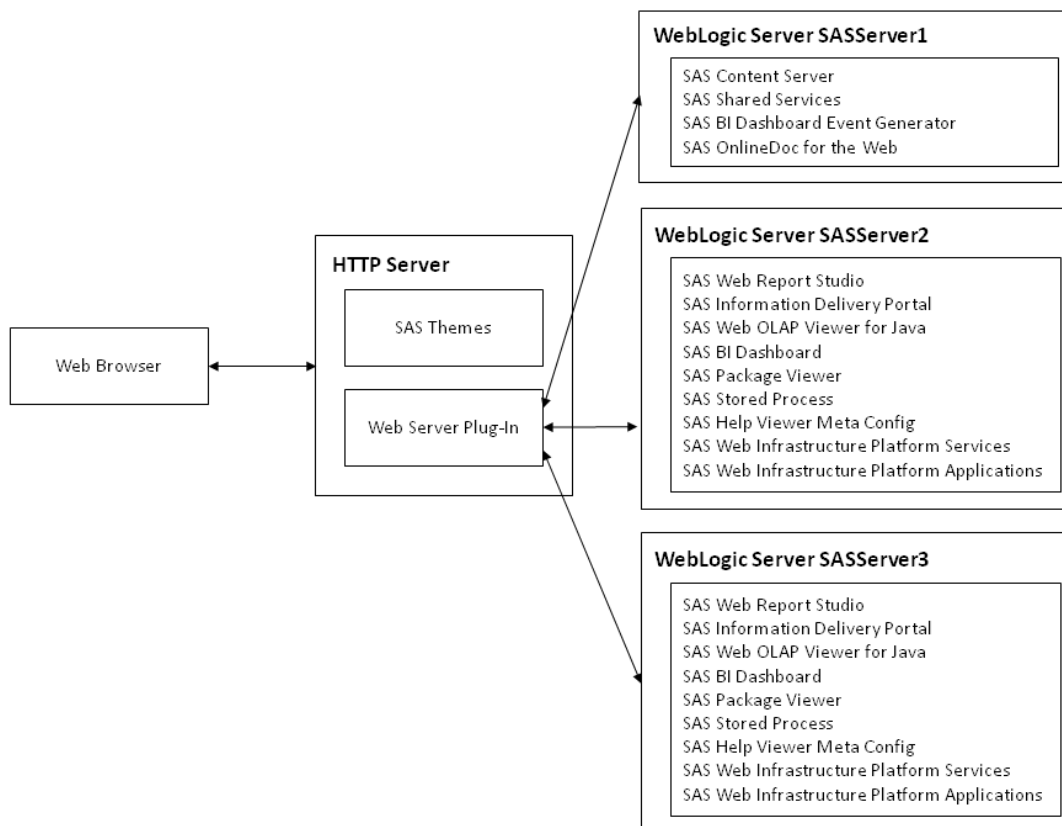 Web Browser
HTTP Server
SAS Themes
Web Server Plug-In
WebLogic Server SASServer1
SAS Content Server
SAS Shared Services
SAS BI Dashboard Event Generator
SAS OnlineDoc for the Web
WebLogic Server SASServer2
SAS Web Report Studio
SAS Information Delivery Portal
SAS Web OLAP Viewer for Java
SAS BI Dashboard
SAS Package Viewer
SAS Stored Process
SAS Help Viewer Meta Config
SAS Web Infrastructure Platform Services
SAS Web Infrastructure Platform Applications
WebLogic Server SASServer3
SAS Web Report Studio
SAS Information Delivery Portal
SAS Web OLAP Viewer for Java
SAS BI Dashboard
SAS Package Viewer
SAS Stored Process
SAS Help Viewer Meta Config
SAS Web Infrastructure Platform Services
SAS Web Infrastructure Platform Applications